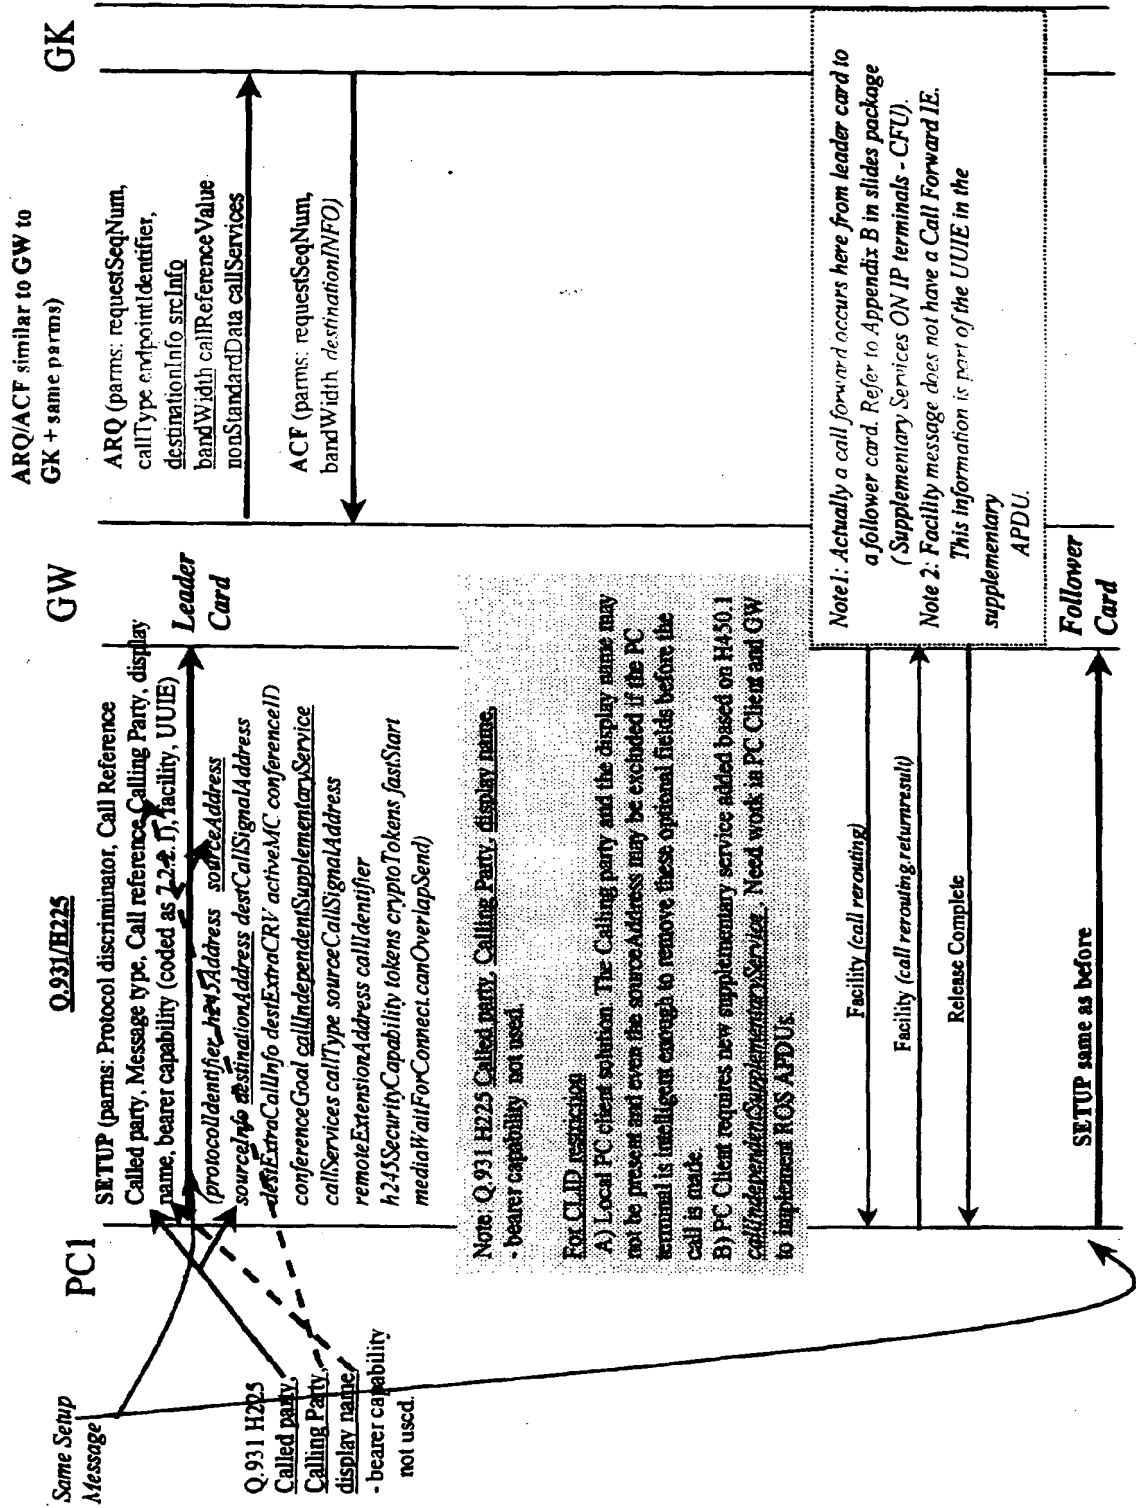 ARQ/ACF similar to GW to
GK + same parms)
Q.931/H225
PC1
GW
GK
Same Setup
Message
SETUP (parms: Protocol discriminator, Call Reference
Called party, Message type, Call reference Calling Party, display
name, bearer capability (coded as 7.2.2.1), facility, UUIE)
(protocolIdentifier h245Address sourceAddress
sourceInfo destinationAddress destCallSignalAddress
destExtraCallInfo destExtraCRV activeMC conferenceID
conferenceGoal callIndependentSupplementaryService
callServices callType sourceCallSignalAddress
remoteExtensionAddress callIdentifier
h245SecurityCapability tokens cryptoTokens fastStart
mediaWaitForConnect.canOverlapSend)
Leader
Card
ARQ (parms: requestSeqNum,
callType endpointIdentifier,
destinationInfo srcInfo
bandWidth callReferenceValue
nonStandardData callServices
ACF (parms: requestSeqNum,
bandWidth destinationINFO)
Q.931 H225
Called party,
Calling Party,
display name,
- bearer capability
not used.
Note: Q.931 H225 Called party, Calling Party, display name,
- bearer capability not used.
For CLID restriction
A) Local PC client solution: The Calling party and the display name may
not be present and even the sourceAddress may be excluded if the PC
terminal is intelligent enough to remove these optional fields before the
call is made.
B) PC Client requires new supplementary service added based on H450.1
callIndependentSupplementaryService. Need work in PC Client and GW
to implement ROS APDUs.
Facility (call rerouting)
Facility (call rerouting.returnresult)
Release Complete
Note1: Actually a call forward occurs here from leader card to
a follower card. Refer to Appendix B in slides package
(Supplementary Services ON IP terminals - CFU).
Note 2: Facility message does not have a Call Forward IE.
This information is part of the UUIE in the
supplementary
APDU.
SETUP same as before
Follower
Card